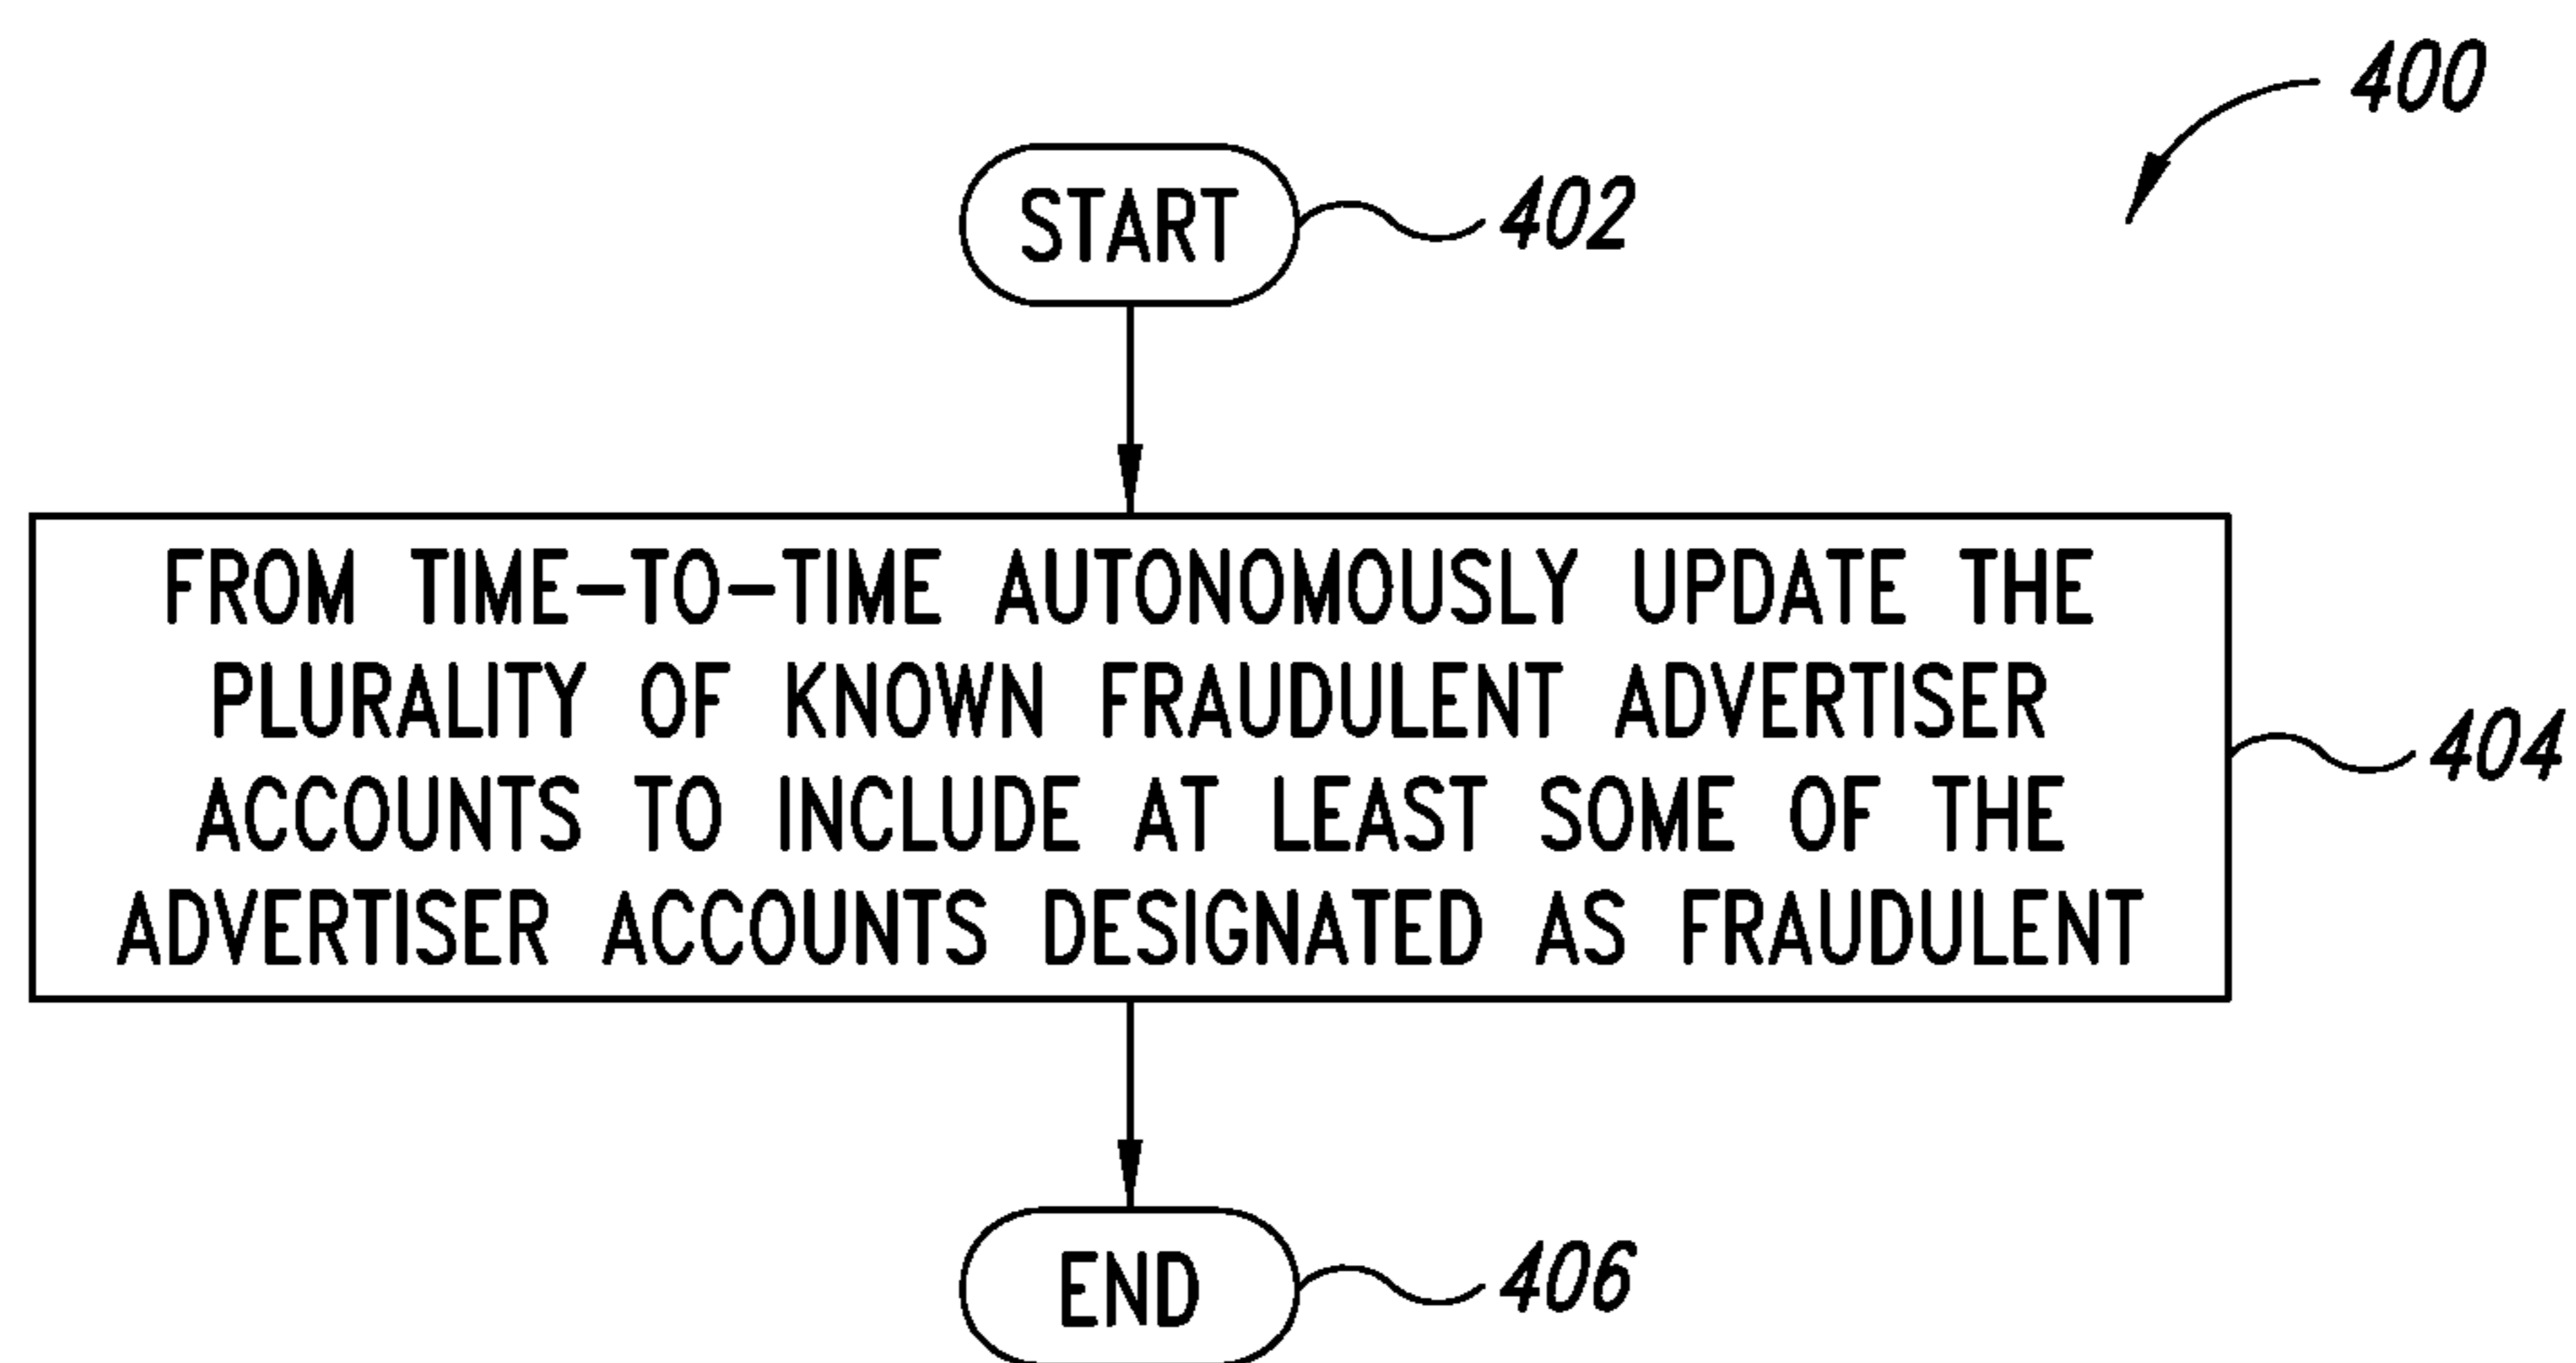 400
START
402
FROM TIME-TO-TIME AUTONOMOUSLY UPDATE THE
PLURALITY OF KNOWN FRAUDULENT ADVERTISER
ACCOUNTS TO INCLUDE AT LEAST SOME OF THE
ADVERTISER ACCOUNTS DESIGNATED AS FRAUDULENT
404
END
406